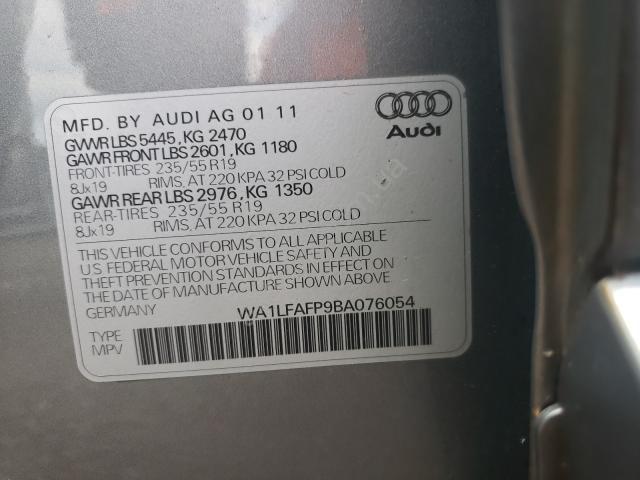 MFD. BY AUDI AG 01 11
GVWR LBS 5445, KG 2470
GAWR FRONT LBS 2601, KG 1180
FRONT-TIRES 235/55 R19
8Jx19 RIMS, AT 220 KPA 32 PSI COLD
GAWR REAR LBS 2976, KG 1350
REAR-TIRES 235/55 R19
8Jx19 RIMS, AT 220 KPA 32 PSI COLD
THIS VEHICLE CONFORMS TO ALL APPLICABLE
US FEDERAL MOTOR VEHICLE SAFETY AND
THEFT PREVENTION STANDARDS IN EFFECT ON
THE DATE OF MANUFACTURE SHOWN ABOVE.
GERMANY WA1LFAFP9BA076054
TYPE
MPV
Audi